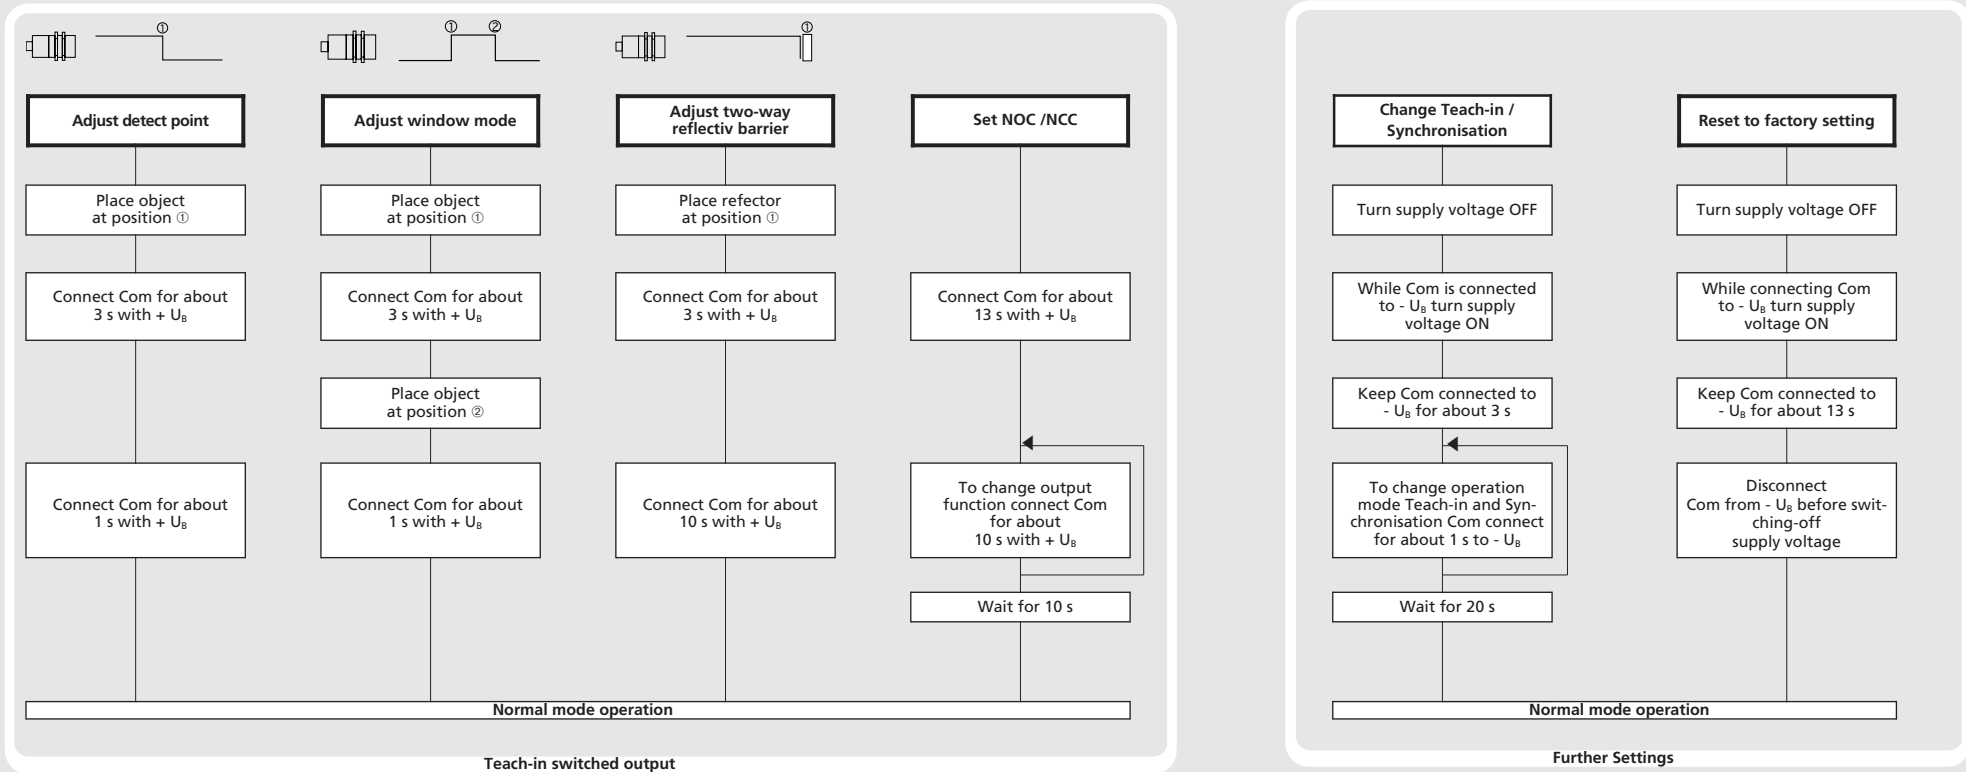 ①
① ②
①
Adjust detect point
Place object
at position ①
Connect Com for about
3 s with + UB
Connect Com for about
1 s with + UB
Adjust window mode
Place object
at position ①
Connect Com for about
3 s with + UB
Place object
at position ②
Connect Com for about
1 s with + UB
Adjust two-way
reflectiv barrier
Place refector
at position ①
Connect Com for about
3 s with + UB
Connect Com for about
10 s with + UB
Set NOC /NCC
Connect Com for about
13 s with + UB
To change output
function connect Com
for about
10 s with + UB
Wait for 10 s
Normal mode operation
Teach-in switched output
Change Teach-in /
Synchronisation
Turn supply voltage OFF
While Com is connected
to - UB turn supply
voltage ON
Keep Com connected to
- UB for about 3 s
To change operation
mode Teach-in and Syn-
chronisation Com connect
for about 1 s to - UB
Wait for 20 s
Reset to factory setting
Turn supply voltage OFF
While connecting Com
to - UB turn supply
voltage ON
Keep Com connected to
- UB for about 13 s
Disconnect
Com from - UB before swit-
ching-off
supply voltage
Normal mode operation
Further Settings